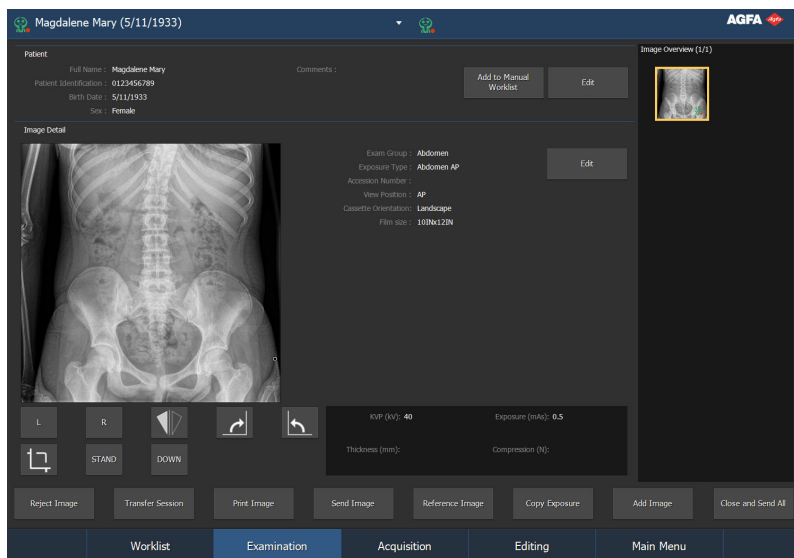 Magdalene Mary (5/11/1933)
AGFA
Patient
Full Name : Magdalene Mary
Comments :
Patient Identification : 0123456789
Birth Date : 5/11/1933
Sex : Female
Add to Manual
Worklist
Edit
Image Overview (1/1)
Image Detail
Exam Group : Abdomen
Exposure Type : Abdomen AP
Accession Number :
View Position : AP
Cassette Orientation: Landscape
Film size : 10INx12IN
Edit
L
R
STAND
DOWN
KVP (kV): 40
Exposure (mAs): 0.5
Thickness (mm):
Compression (N):
Reject Image
Transfer Session
Print Image
Send Image
Reference Image
Copy Exposure
Add Image
Close and Send All
Worklist
Examination
Acquisition
Editing
Main Menu